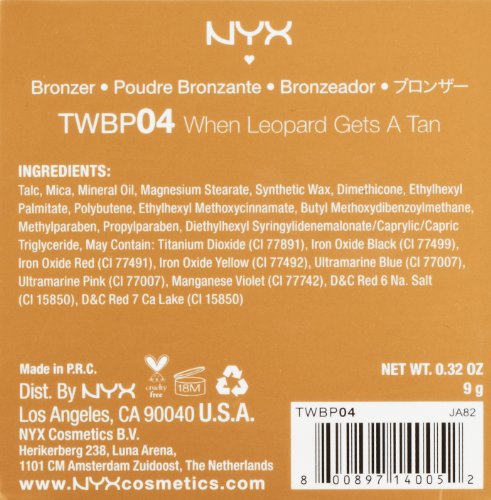 NYX
Bronzer • Poudre Bronzante • Bronzeador • ブロンザー
TWBP04 When Leopard Gets A Tan
INGREDIENTS:
Talc, Mica, Mineral Oil, Magnesium Stearate, Synthetic Wax, Dimethicone, Ethylhexyl
Palmitate, Polybutene, Ethylhexyl Methoxycinnamate, Butyl Methoxydibenzoylmethane,
Methylparaben, Propylparaben, Diethylhexyl Syringylidenemalonate/Caprylic/Capric
Triglyceride, May Contain: Titanium Dioxide (CI 77891), Iron Oxide Black (CI 77499),
Iron Oxide Red (CI 77491), Iron Oxide Yellow (CI 77492), Ultramarine Blue (CI 77007),
Ultramarine Pink (CI 77007), Manganese Violet (CI 77742), D&C Red 6 Na. Salt
(CI 15850), D&C Red 7 Ca Lake (CI 15850)
Made in P.R.C.
cruelty
free
18M
NET WT. 0.32 OZ
9 g
Dist. By NYX
Los Angeles, CA 90040 U.S.A.
NYX Cosmetics B.V.
Herikerberg 238, Luna Arena,
1101 CM Amsterdam Zuidoost, The Netherlands
www.NYXcosmetics.com
TWBP04 JA82
8 00897 14005 2